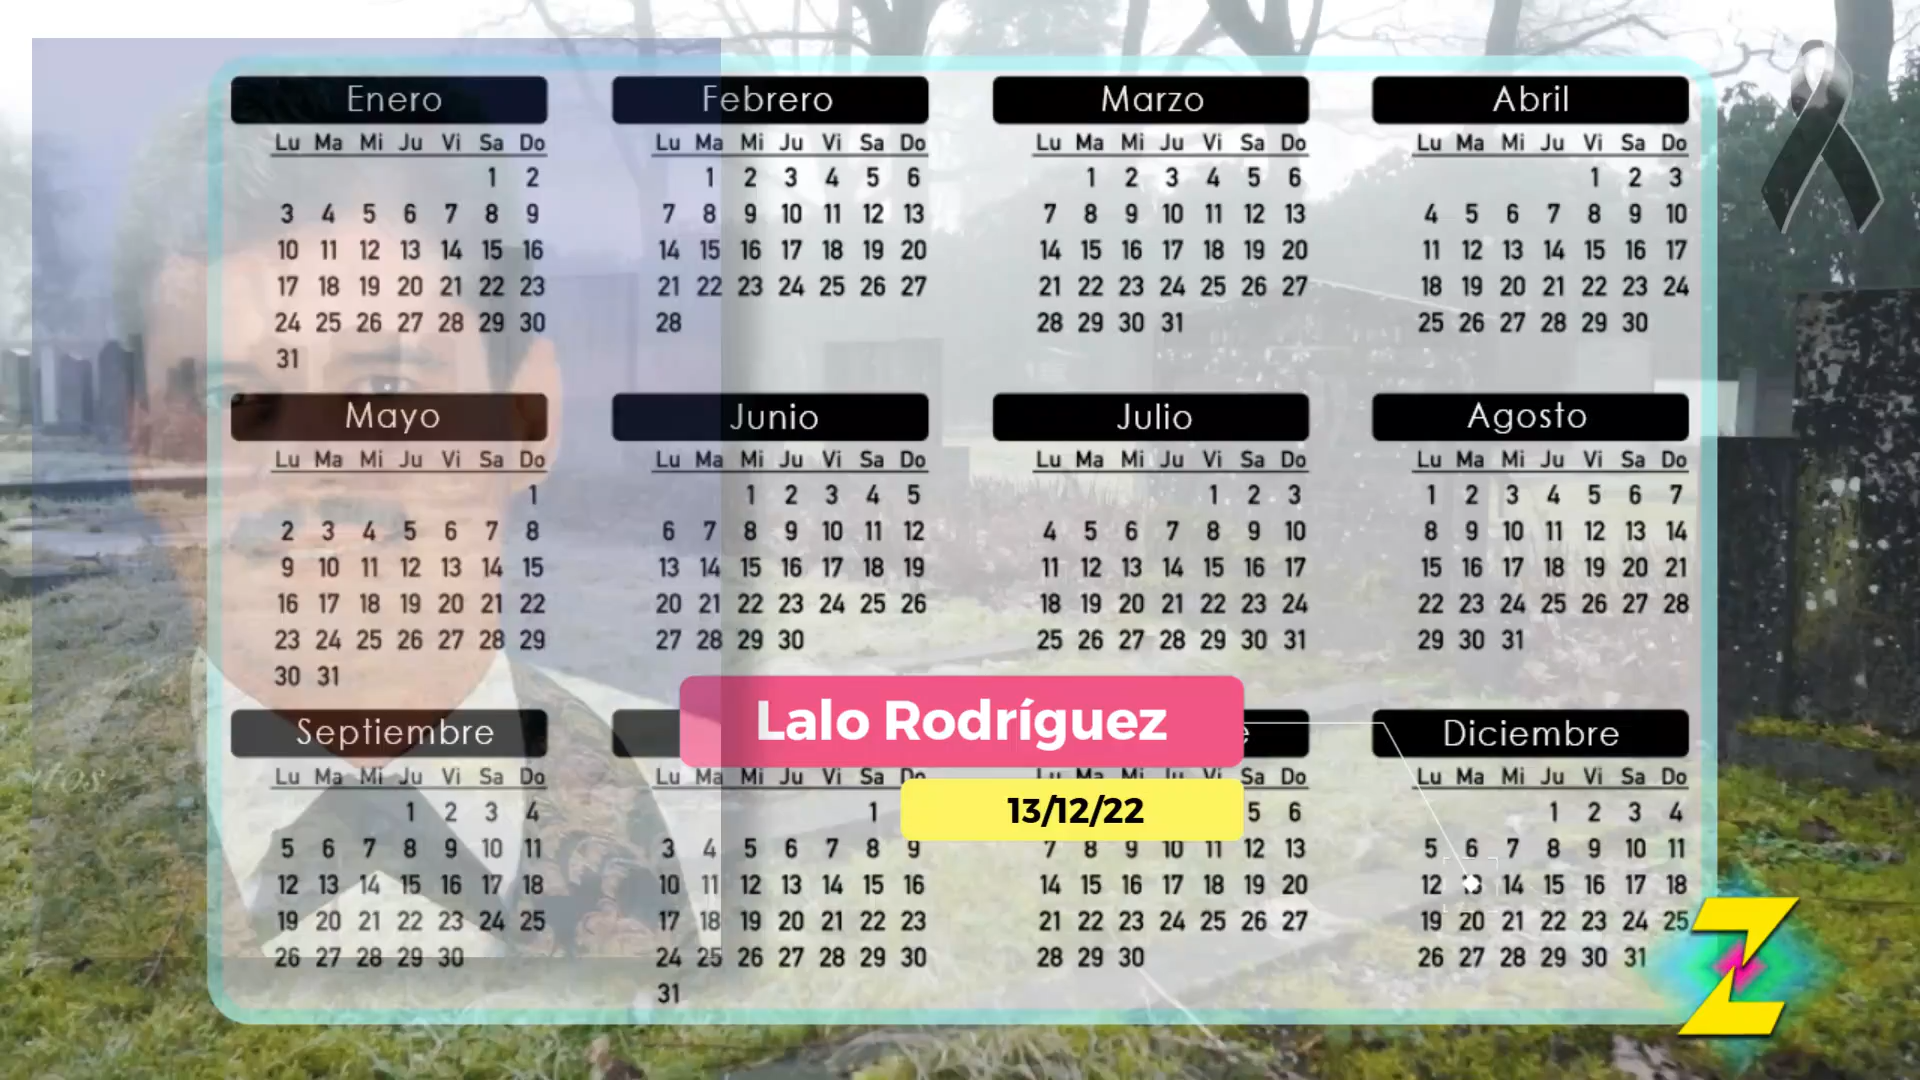 Enero
Lu Ma Mi Ju Vi Sa Do
1 2
3 4 5 6 7 8 9
10 11 12 13 14 15 16
17 18 19 20 21 22 23
24 25 26 27 28 29 30
31
Febrero
Lu Ma Mi Ju Vi Sa Do
1 2 3 4 5 6
7 8 9 10 11 12 13
14 15 16 17 18 19 20
21 22 23 24 25 26 27
28
Marzo
Lu Ma Mi Ju Vi Sa Do
1 2 3 4 5 6
7 8 9 10 11 12 13
14 15 16 17 18 19 20
21 22 23 24 25 26 27
28 29 30 31
Abril
Lu Ma Mi Ju Vi Sa Do
1 2 3
4 5 6 7 8 9 10
11 12 13 14 15 16 17
18 19 20 21 22 23 24
25 26 27 28 29 30
Mayo
Lu Ma Mi Ju Vi Sa Do
1
2 3 4 5 6 7 8
9 10 11 12 13 14 15
16 17 18 19 20 21 22
23 24 25 26 27 28 29
30 31
Junio
Lu Ma Mi Ju Vi Sa Do
1 2 3 4 5
6 7 8 9 10 11 12
13 14 15 16 17 18 19
20 21 22 23 24 25 26
27 28 29 30
Julio
Lu Ma Mi Ju Vi Sa Do
1 2 3
4 5 6 7 8 9 10
11 12 13 14 15 16 17
18 19 20 21 22 23 24
25 26 27 28 29 30 31
Agosto
Lu Ma Mi Ju Vi Sa Do
1 2 3 4 5 6 7
8 9 10 11 12 13 14
15 16 17 18 19 20 21
22 23 24 25 26 27 28
29 30 31
Septiembre
Lu Ma Mi Ju Vi Sa Do
1 2 3 4
5 6 7 8 9 10 11
12 13 14 15 16 17 18
19 20 21 22 23 24 25
26 27 28 29 30
Lalo Rodríguez
13/12/22
Lu Ma Mi Ju Vi Sa Do
1
3 4 5 6 7 8 9
10 11 12 13 14 15 16
17 18 19 20 21 22 23
24 25 26 27 28 29 30
31
Lu Ma Mi Ju Vi Sa Do
5 6
7 8 9 10 11 12 13
14 15 16 17 18 19 20
21 22 23 24 25 26 27
28 29 30
Diciembre
Lu Ma Mi Ju Vi Sa Do
1 2 3 4
5 6 7 8 9 10 11
12 14 15 16 17 18
19 20 21 22 23 24 25
26 27 28 29 30 31
Z